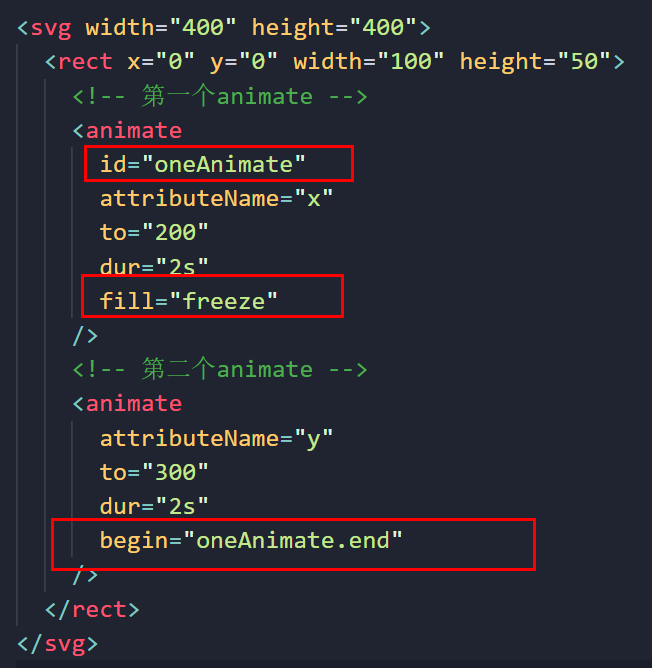 <svg width="400" height="400">
<rect x="0" y="0" width="100" height="50">
<!-- 第一个animate -->
<animate
id="oneAnimate"
attributeName="x"
to="200"
dur="2s"
fill="freeze"
/>
<!-- 第二个animate -->
<animate
attributeName="y"
to="300"
dur="2s"
begin="oneAnimate.end"
/>
</rect>
</svg>